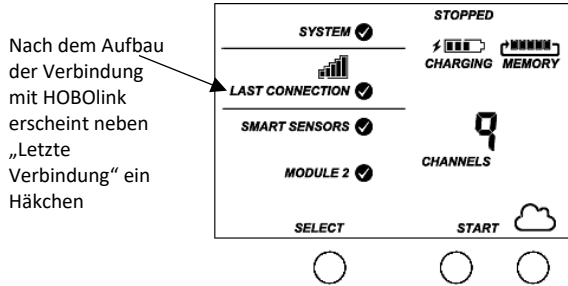 Nach dem Aufbau
der Verbindung
mit HOBOlink
erscheint neben
„Letzte
Verbindung“ ein
Häkchen
SYSTEM
STOPPED
CHARGING MEMORY
LAST CONNECTION
SMART SENSORS
9
CHANNELS
MODULE 2
SELECT
START